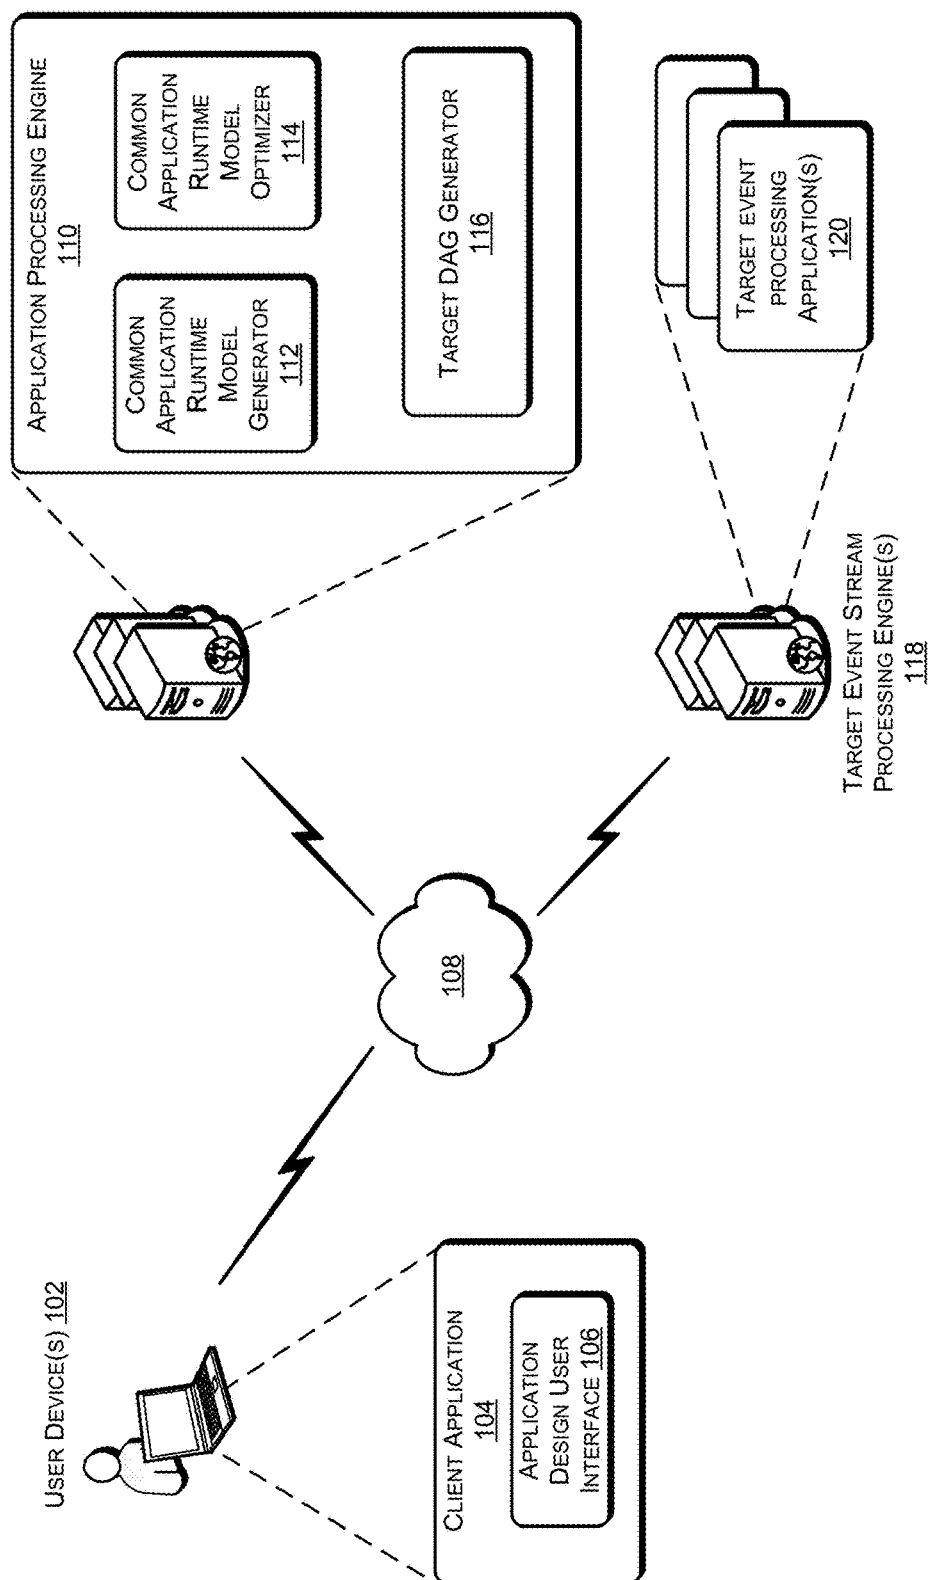 USER DEVICE(S) 102
CLIENT APPLICATION
104
APPLICATION
DESIGN USER
INTERFACE 106
108
APPLICATION PROCESSING ENGINE
110
COMMON
APPLICATION
RUNTIME
MODEL
GENERATOR
112
COMMON
APPLICATION
RUNTIME
MODEL
OPTIMIZER
114
TARGET DAG GENERATOR
116
TARGET EVENT STREAM
PROCESSING ENGINE(S)
118
TARGET EVENT
PROCESSING
APPLICATION(S)
120